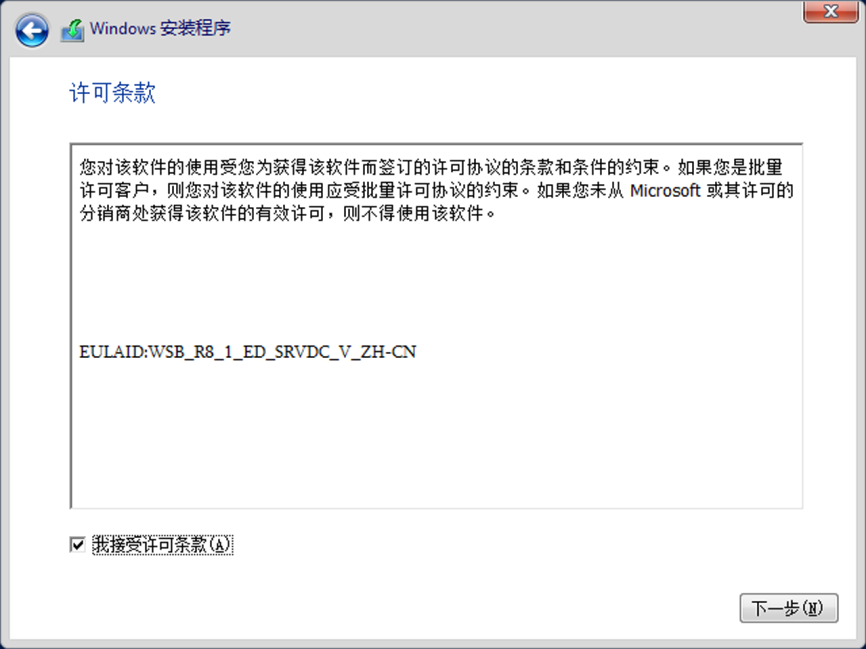 Windows 安装程序
许可条款
您对该软件的使用受您为获得该软件而签订的许可协议的条款和条件的约束。如果您是批量
许可客户，则您对该软件的使用应受批量许可协议的约束。如果您未从 Microsoft 或其许可的
分销商处获得该软件的有效许可，则不得使用该软件。
EULAID:WSB_R8_1_ED_SRVDC_V_ZH-CN
我接受许可条款(A)
下一步(N)